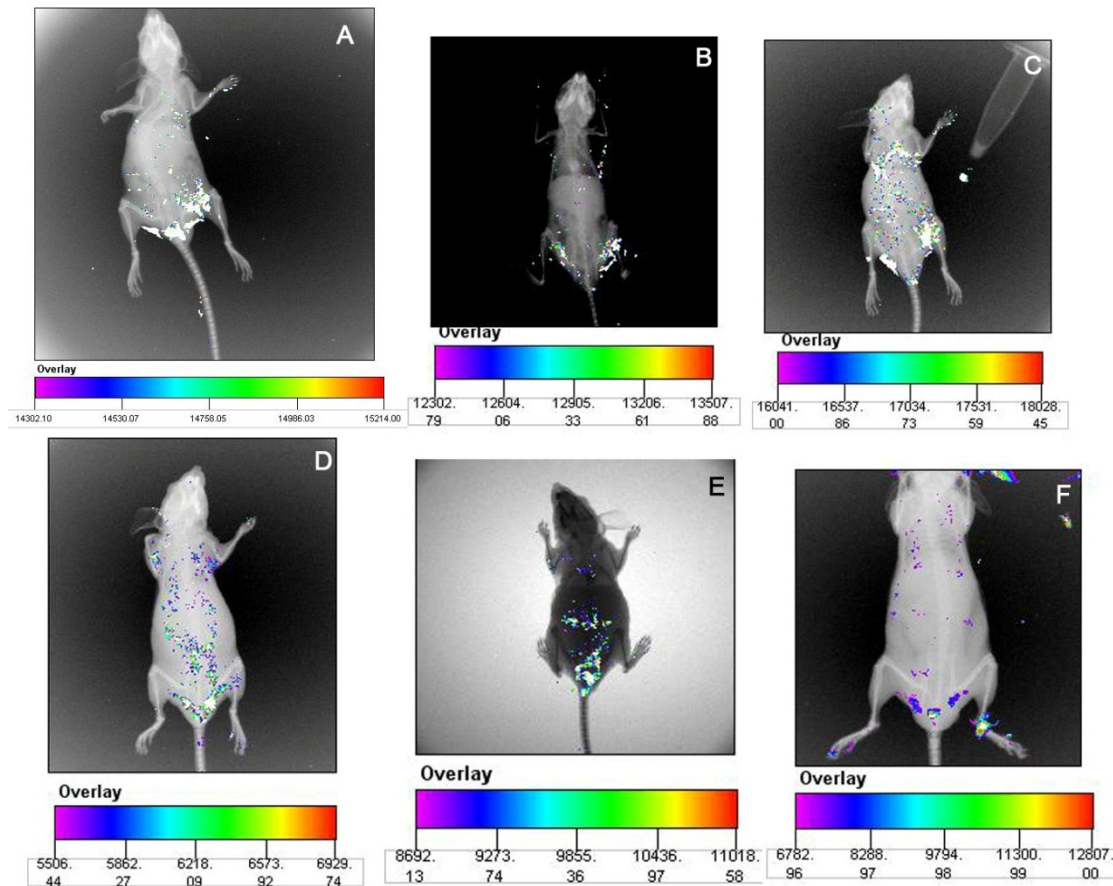 A
B
C
Overlay
14302.10 14530.07 14758.05 14986.03 15214.00
Overlay
12302. 12604. 12905. 13206. 13507.
79 06 33 61 88
Overlay
16041. 16537. 17034. 17531. 18028.
00 86 73 59 45
D
E
F
Overlay
5506. 5862. 6218. 6573. 6929.
44 27 09 92 74
Overlay
8692. 9273. 9855. 10436. 11018.
13 74 36 97 58
Overlay
6782. 8288. 9794. 11300. 12807.
96 97 98 99 00